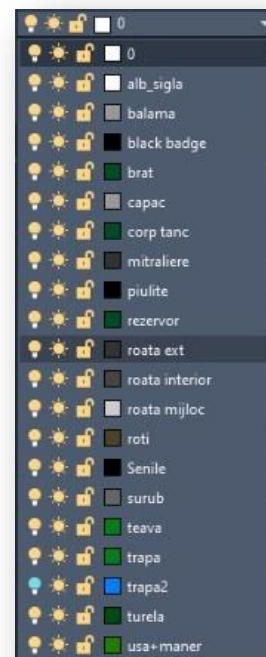 0
0
alb_sigla
balama
black badge
brat
capac
corp tanc
mitraliere
piulite
rezervor
roata ext
roata interior
roata mijloc
roti
Senile
surub
teava
trapa
trapa2
turela
usa+maner